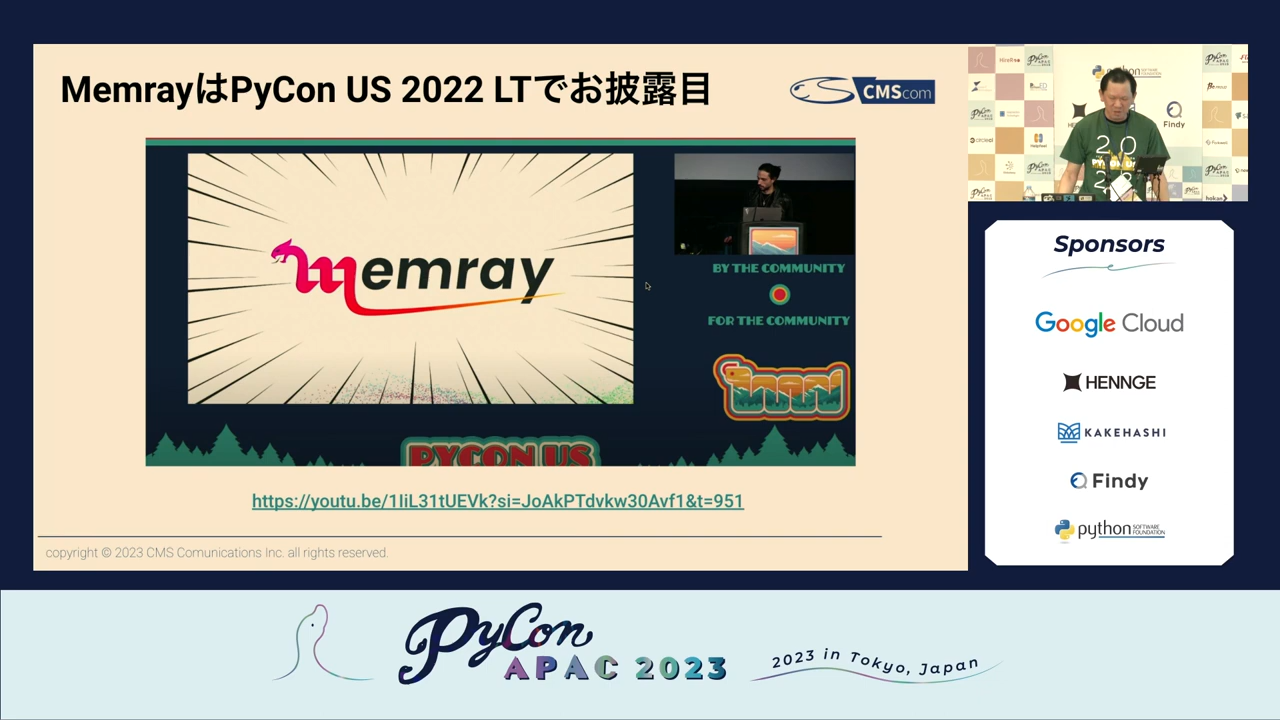 MemrayはPyCon US 2022 LTでお披露目
CMScom
memray
BY THE COMMUNITY
FOR THE COMMUNITY
PYCON US
https://youtu.be/1IiL31tUEVk?si=JoAkPTdvkw30Avf1&t=951
copyright © 2023 CMS Comunications Inc. all rights reserved.
python
Findy
Sponsors
Google Cloud
HENNGE
KAKEHASHI
Findy
python SOFTWARE FOUNDATION
PyCon
APAC 2023
2023 in Tokyo, Japan